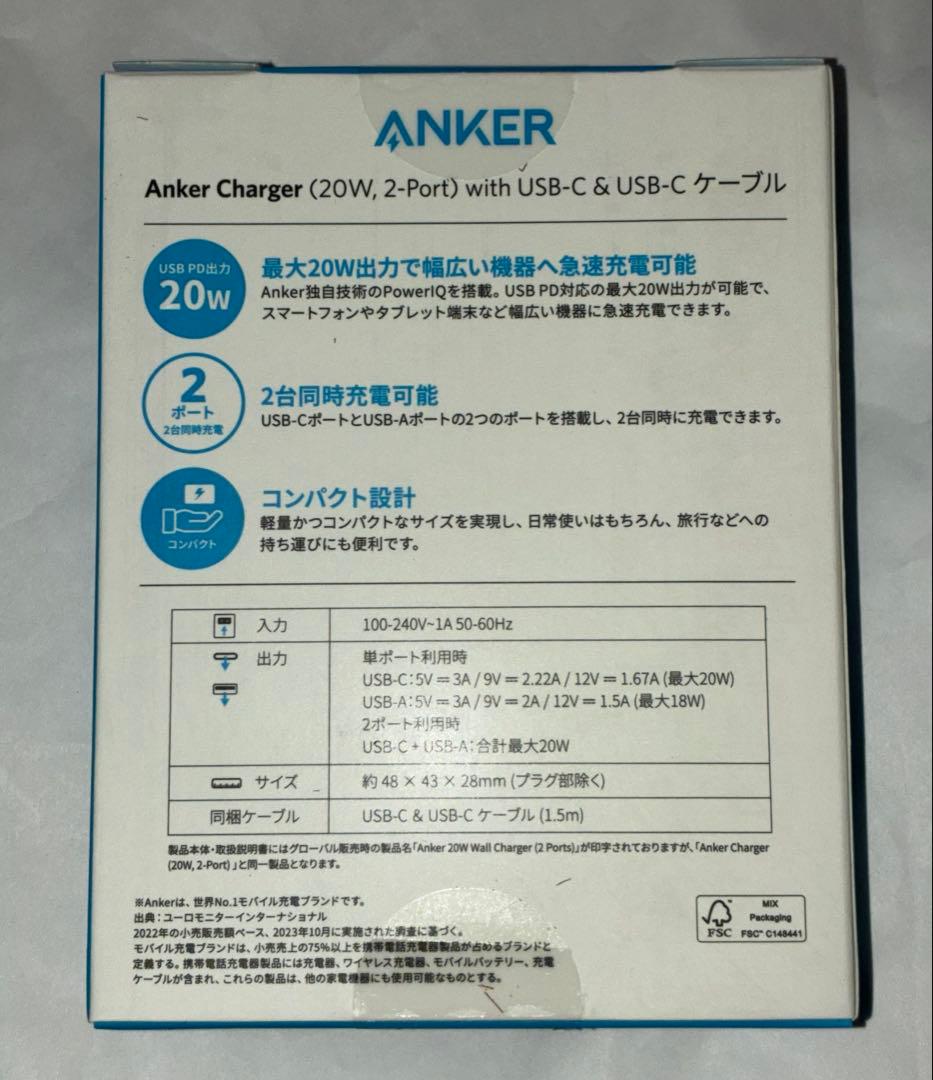 ANKER
Anker Charger (20W, 2-Port) with USB-C & USB-C ケーブル
USB PD出力
20W
最大20W出力で幅広い機器へ急速充電可能
Anker独自技術のPowerIQを搭載。USB PD対応の最大20W出力が可能で、
スマートフォンやタブレット端末など幅広い機器に急速充電できます。
2
ポート
2台同時充電
2台同時充電可能
USB-CポートとUSB-Aポートの2つのポートを搭載し、2台同時に充電できます。
コンパクト
コンパクト設計
軽量かつコンパクトなサイズを実現し、日常使いはもちろん、旅行などへの
持ち運びにも便利です。
入力 100-240V~1A 50-60Hz
出力 単ポート利用時
USB-C:5V⎓3A / 9V⎓2.22A / 12V⎓1.67A (最大20W)
USB-A:5V⎓3A / 9V⎓2A / 12V⎓1.5A (最大18W)
2ポート利用時
USB-C + USB-A:合計最大20W
サイズ 約 48 × 43 × 28mm (プラグ部除く)
同梱ケーブル USB-C & USB-C ケーブル (1.5m)
製品本体・取扱説明書にはグローバル販売時の製品名「Anker 20W Wall Charger (2 Ports)」が印字されておりますが、「Anker Charger
(20W, 2-Port)」と同一製品となります。
※Ankerは、世界No.1モバイル充電ブランドです。
出典:ユーロモニターインターナショナル
2022年の小売販売額ベース、2023年10月に実施された調査に基づく。
モバイル充電ブランドは、小売売上の75%以上を携帯電話充電器製品が占めるブランドと
定義する。携帯電話充電器製品には充電器、ワイヤレス充電器、モバイルバッテリー、充電
ケーブルが含まれ、これらの製品は、他の家電機器にも使用可能なものとする。
FSC
MIX
Packaging
FSC™ C148441